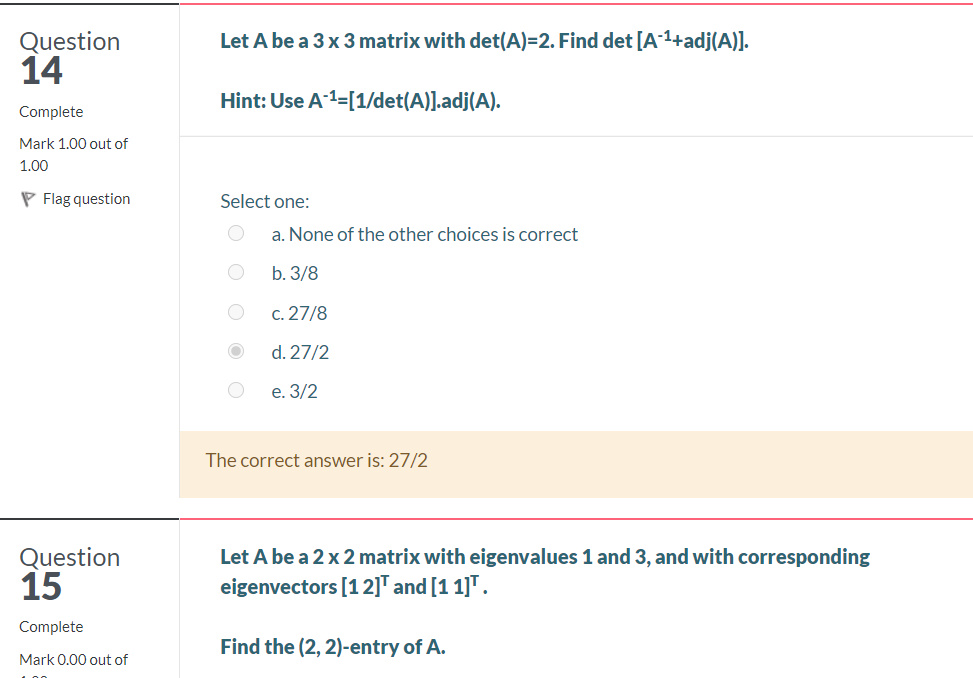 Question
14
Complete
Mark 1.00 out of
1.00
Flag question
Let A be a 3 x 3 matrix with det(A)=2. Find det [A⁻¹+adj(A)].
Hint: Use A⁻¹=[1/det(A)].adj(A).
Select one:
a. None of the other choices is correct
b. 3/8
c. 27/8
d. 27/2
e. 3/2
The correct answer is: 27/2
Question
15
Complete
Mark 0.00 out of
Let A be a 2 x 2 matrix with eigenvalues 1 and 3, and with corresponding
eigenvectors [1 2]ᵀ and [1 1]ᵀ .
Find the (2, 2)-entry of A.